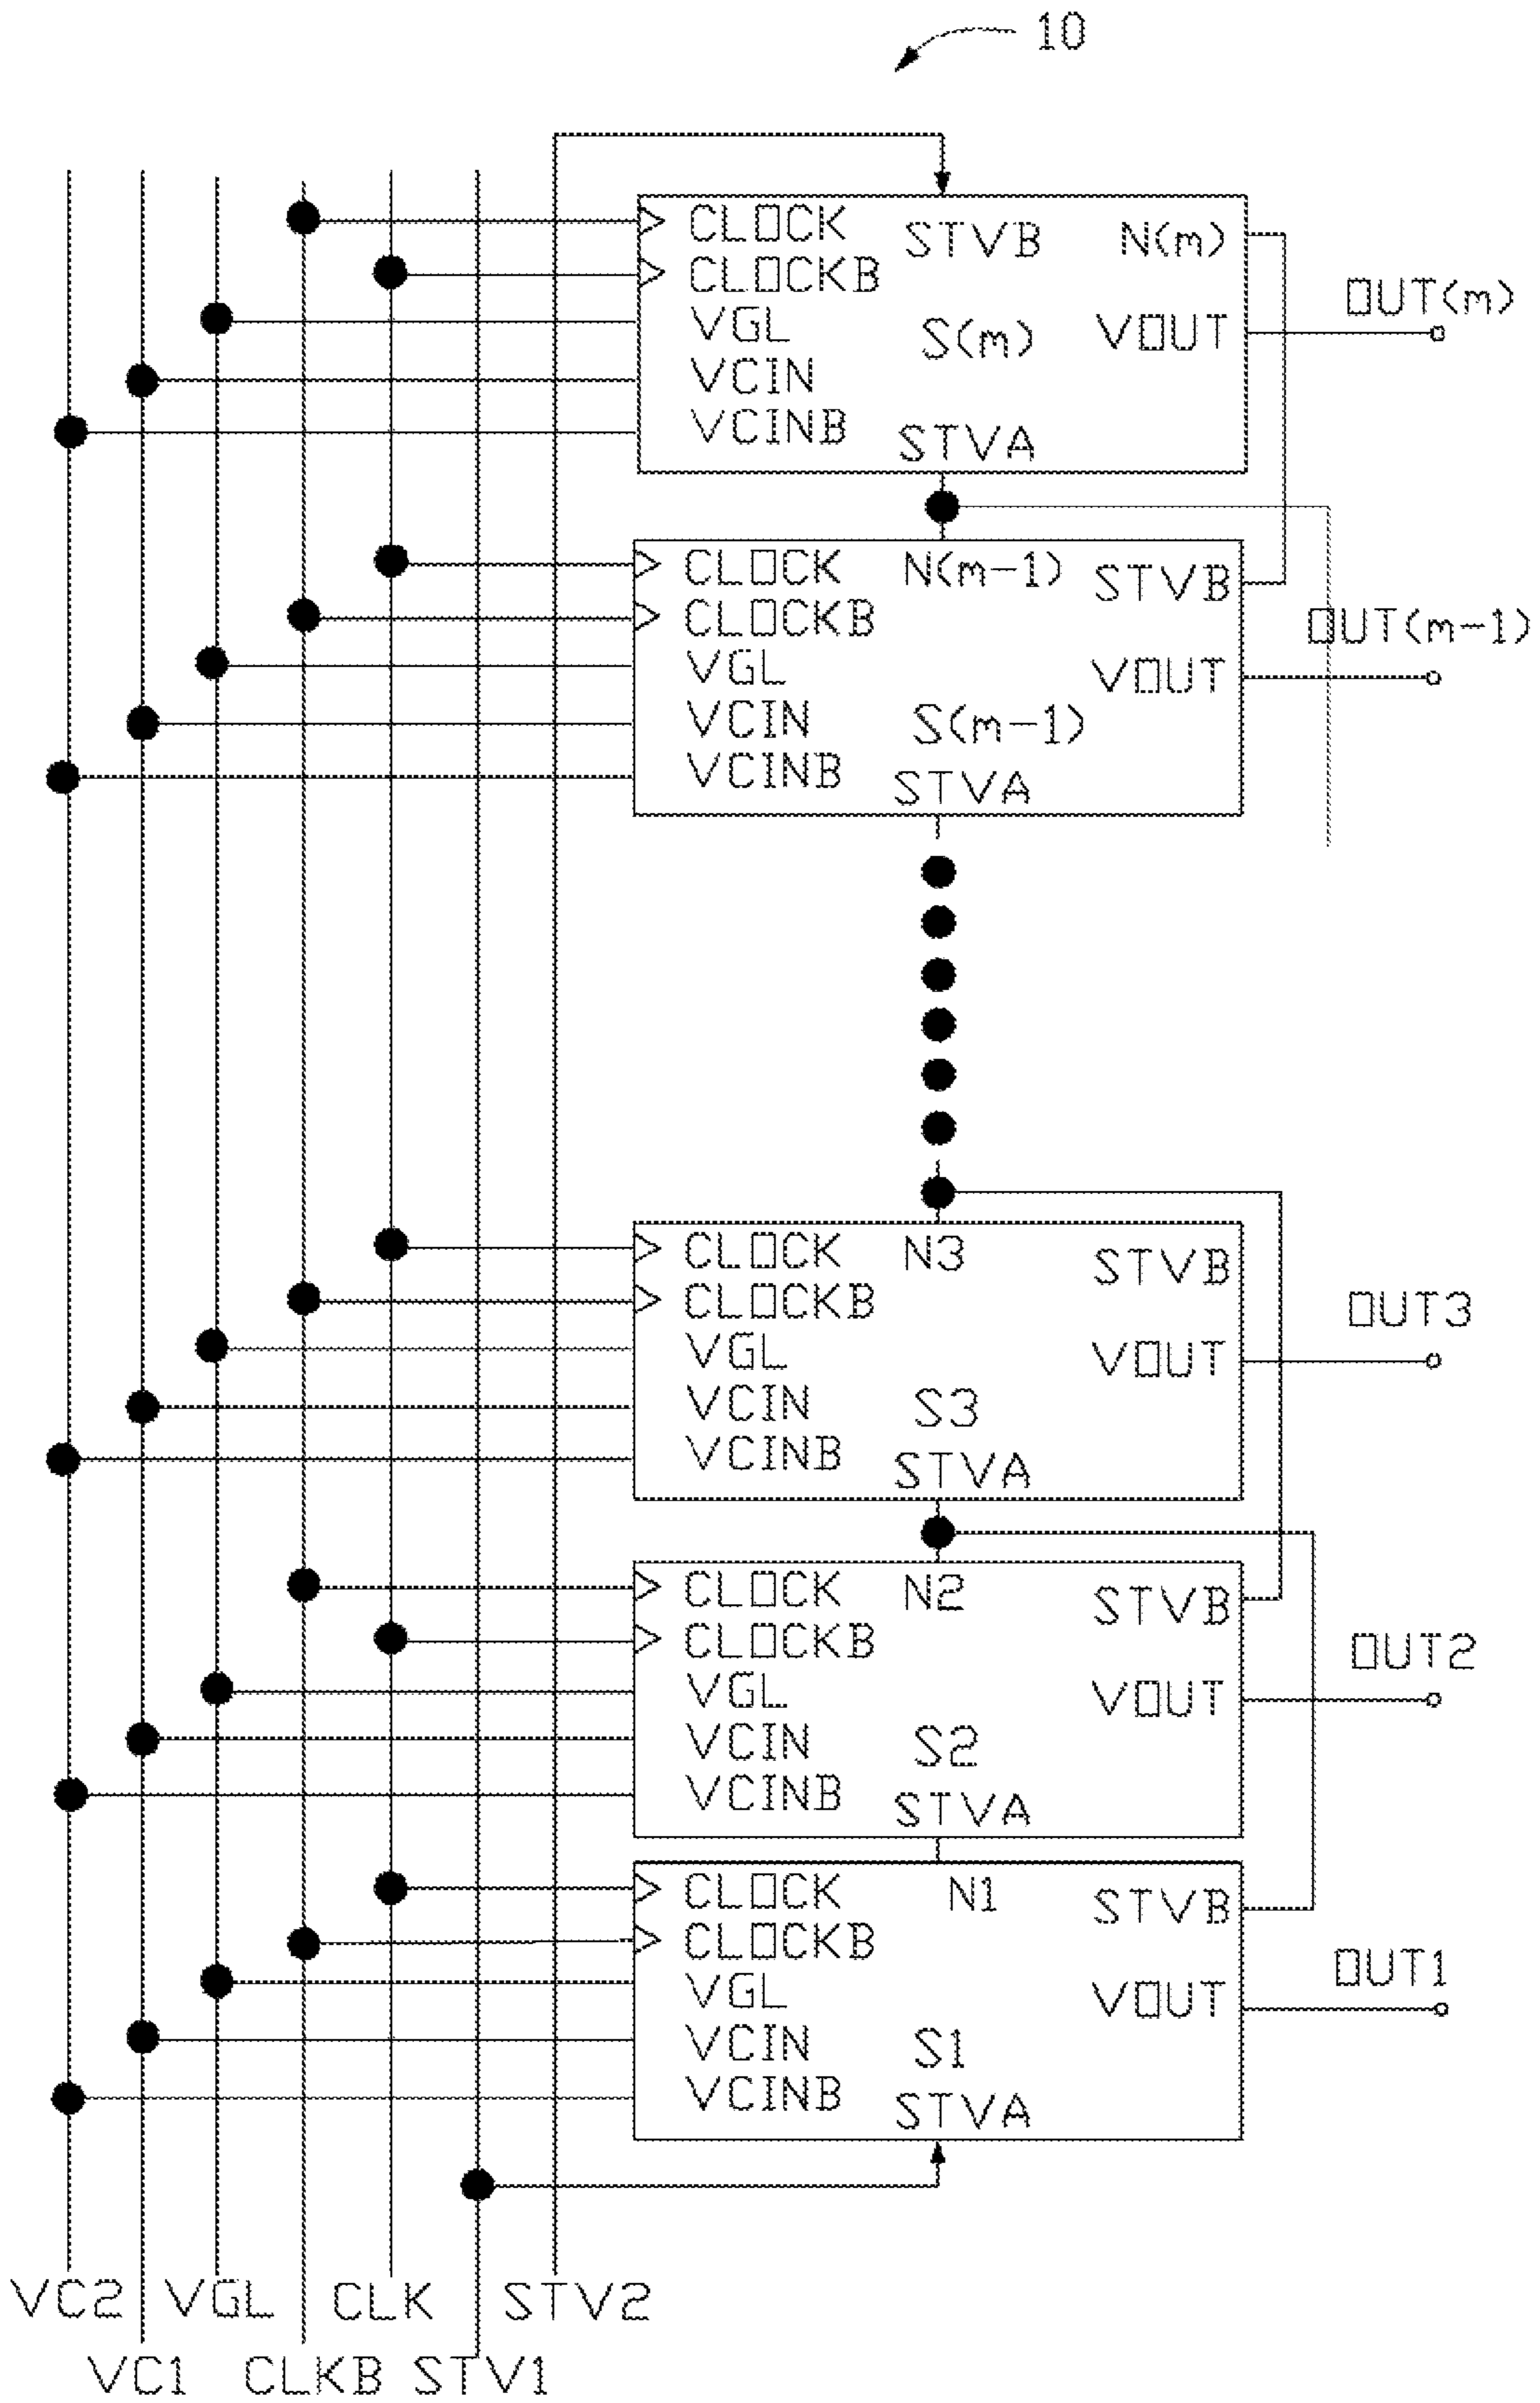 10
CLOCK STVB N(m)
CLOCKB
OUT(m)
VGL S(m) VOUT
VCIN
VCINB STVA
CLOCK N(m-1) STVB
CLOCKB OUT(m-1)
VGL VOUT
VCIN S(m-1)
VCINB STVA
CLOCK N3 STVB
CLOCKB OUT3
VGL VOUT
VCIN S3
VCINB STVA
CLOCK N2 STVB
CLOCKB OUT2
VGL VOUT
VCIN S2
VCINB STVA
CLOCK N1 STVB
CLOCKB OUT1
VGL VOUT
VCIN S1
VCINB STVA
VC2 VGL CLK STV2
VC1 CLKB STV1